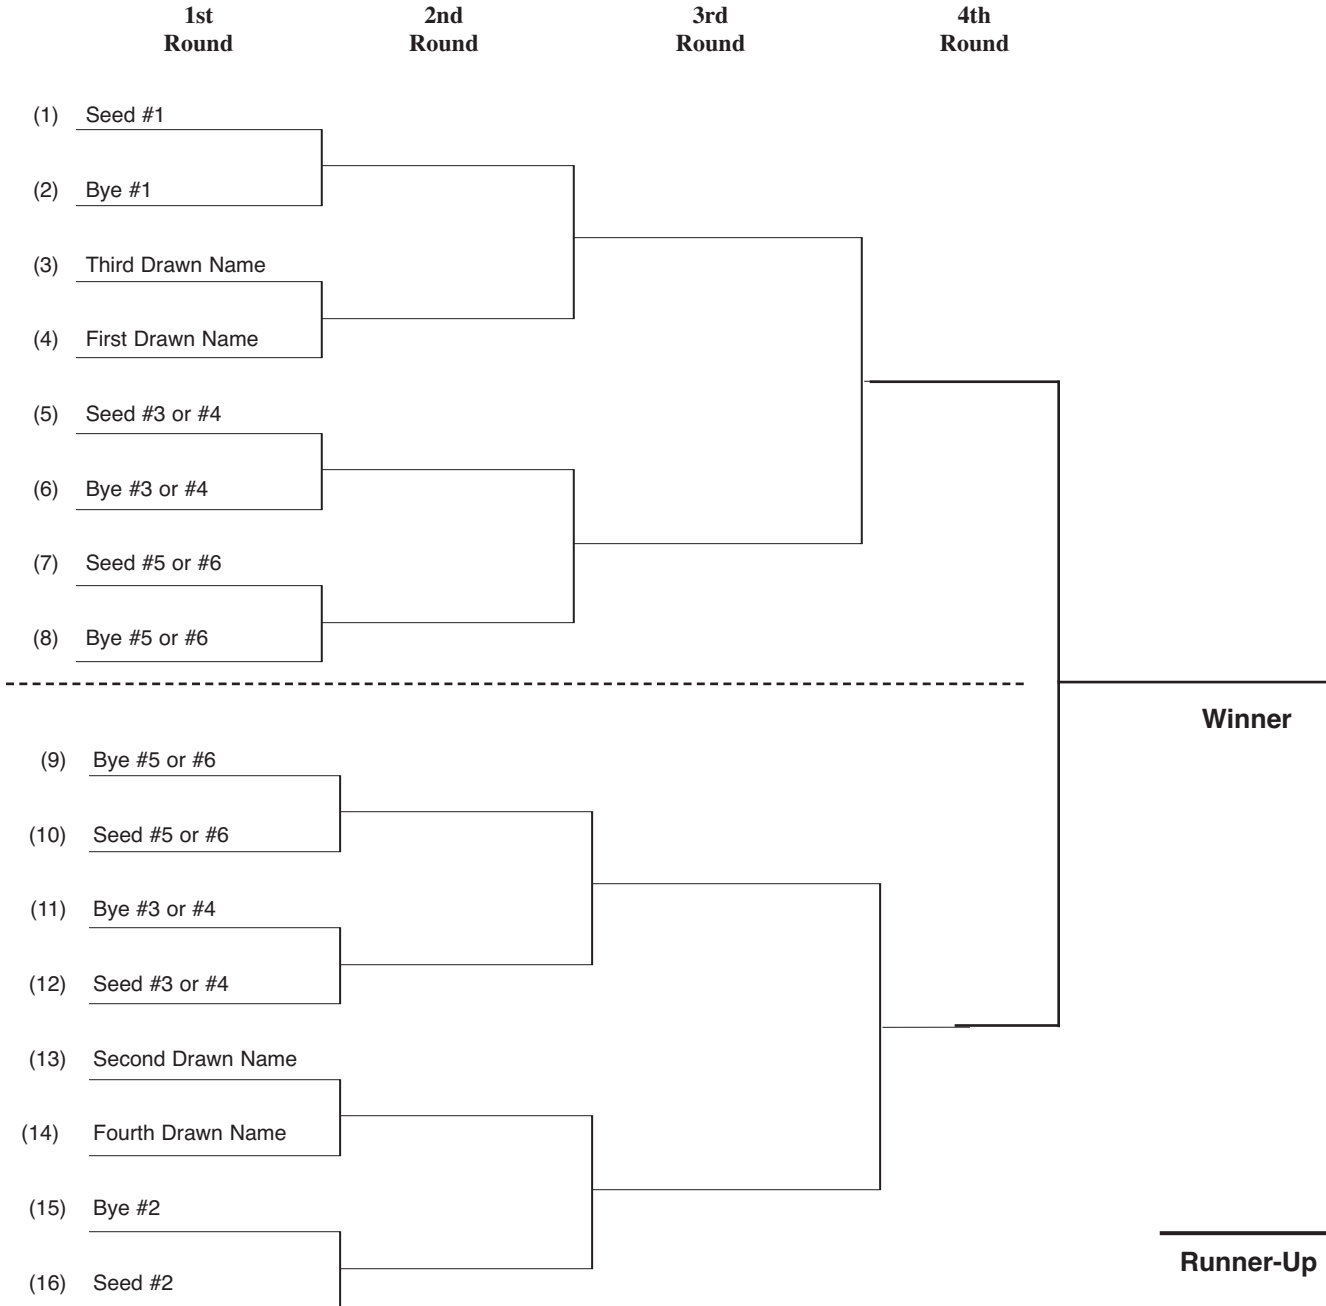 1st 2nd 3rd 4th
Round Round Round Round
(1) Seed #1
(2) Bye #1
(3) Third Drawn Name
(4) First Drawn Name
(5) Seed #3 or #4
(6) Bye #3 or #4
(7) Seed #5 or #6
(8) Bye #5 or #6
Winner
(9) Bye #5 or #6
(10) Seed #5 or #6
(11) Bye #3 or #4
(12) Seed #3 or #4
(13) Second Drawn Name
(14) Fourth Drawn Name
(15) Bye #2
Runner-Up
(16) Seed #2